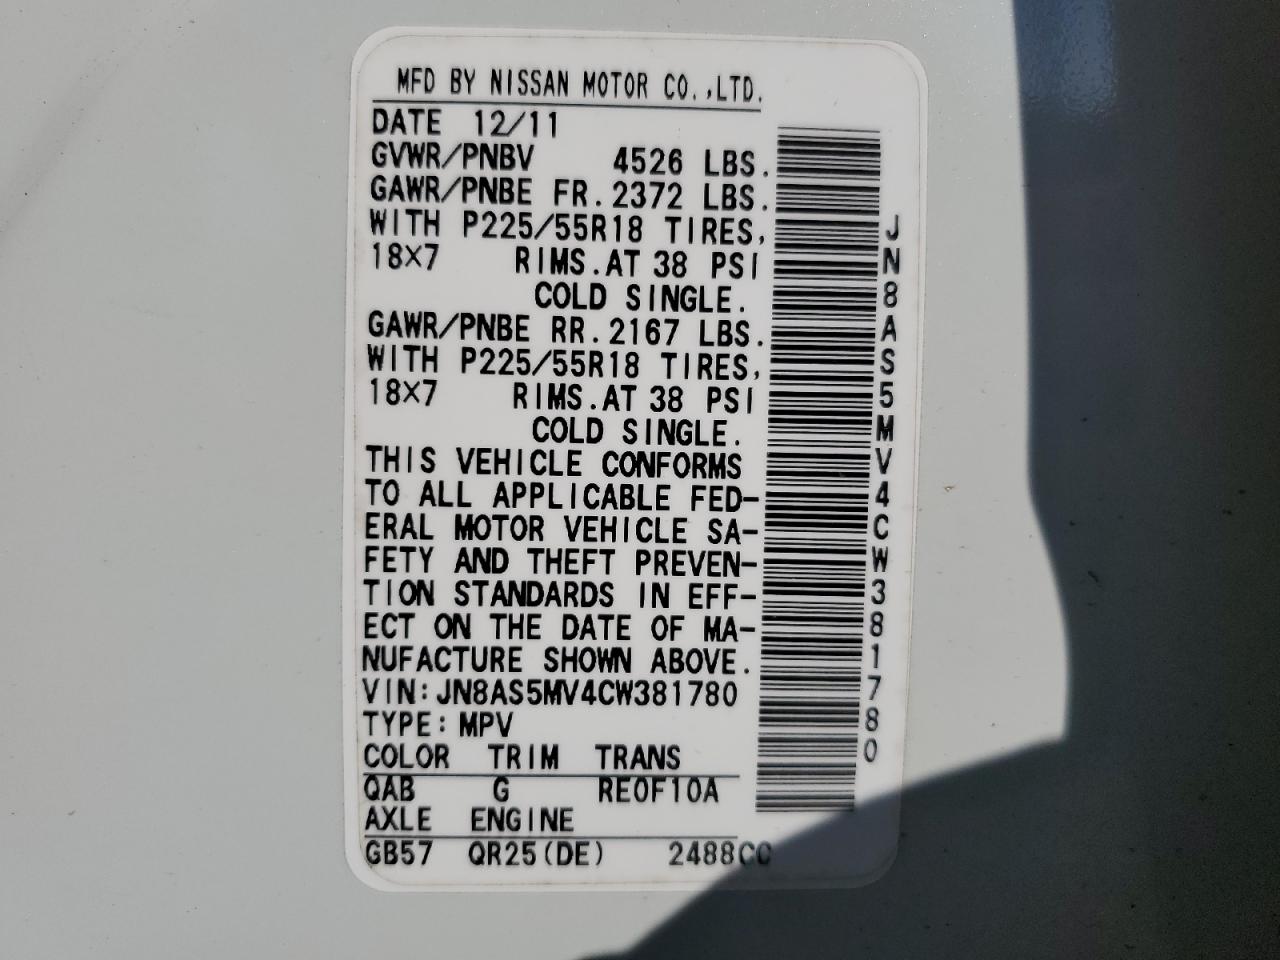 MFD BY NISSAN MOTOR CO.,LTD.
DATE 12/11
GVWR/PNBV 4526 LBS.
GAWR/PNBE FR.2372 LBS.
WITH P225/55R18 TIRES,
18×7 RIMS.AT 38 PSI
COLD SINGLE.
GAWR/PNBE RR.2167 LBS.
WITH P225/55R18 TIRES,
18×7 RIMS.AT 38 PSI
COLD SINGLE.
THIS VEHICLE CONFORMS
TO ALL APPLICABLE FED-
ERAL MOTOR VEHICLE SA-
FETY AND THEFT PREVEN-
TION STANDARDS IN EFF-
ECT ON THE DATE OF MA-
NUFACTURE SHOWN ABOVE.
VIN:JN8AS5MV4CW381780
TYPE:MPV
COLOR TRIM TRANS
QAB G RE0F10A
AXLE ENGINE
GB57 QR25(DE) 2488CC
JN8AS5MV4CW381780